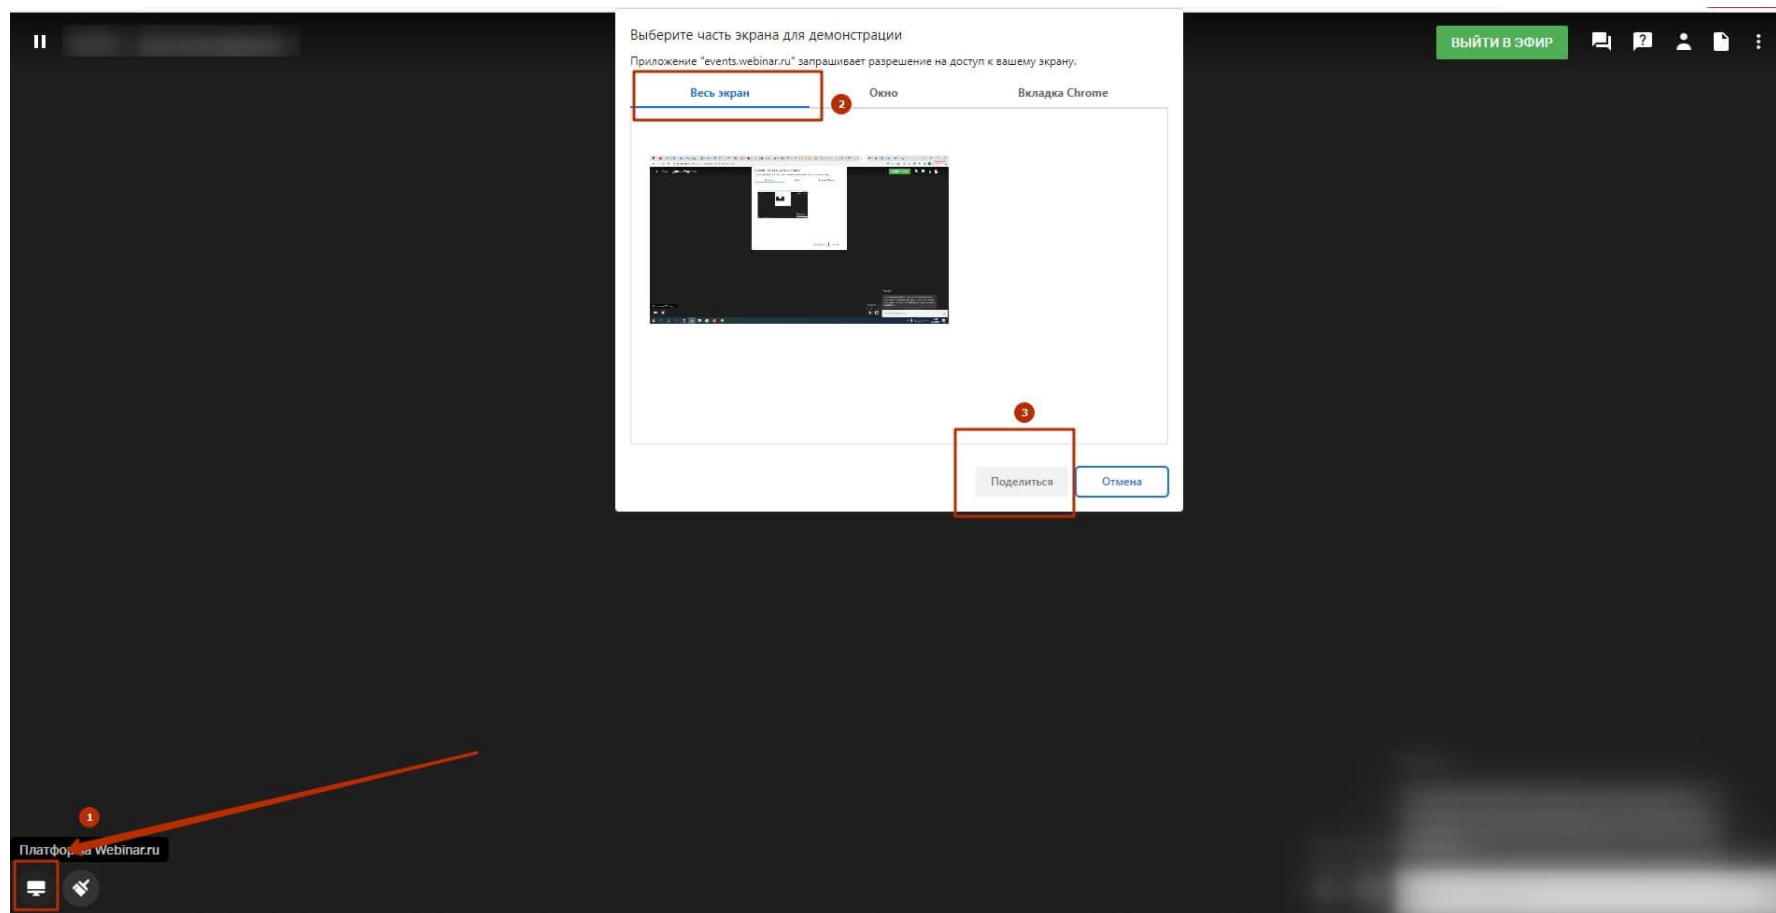 Выберите часть экрана для демонстрации
ВЫЙТИ В ЭФИР
?
Приложение "events.webinar.ru" запрашивает разрешение на доступ к вашему экрану.
Весь экран
2
Окно
Вкладка Chrome
3
Поделиться
Отмена
1
Webinar.ru